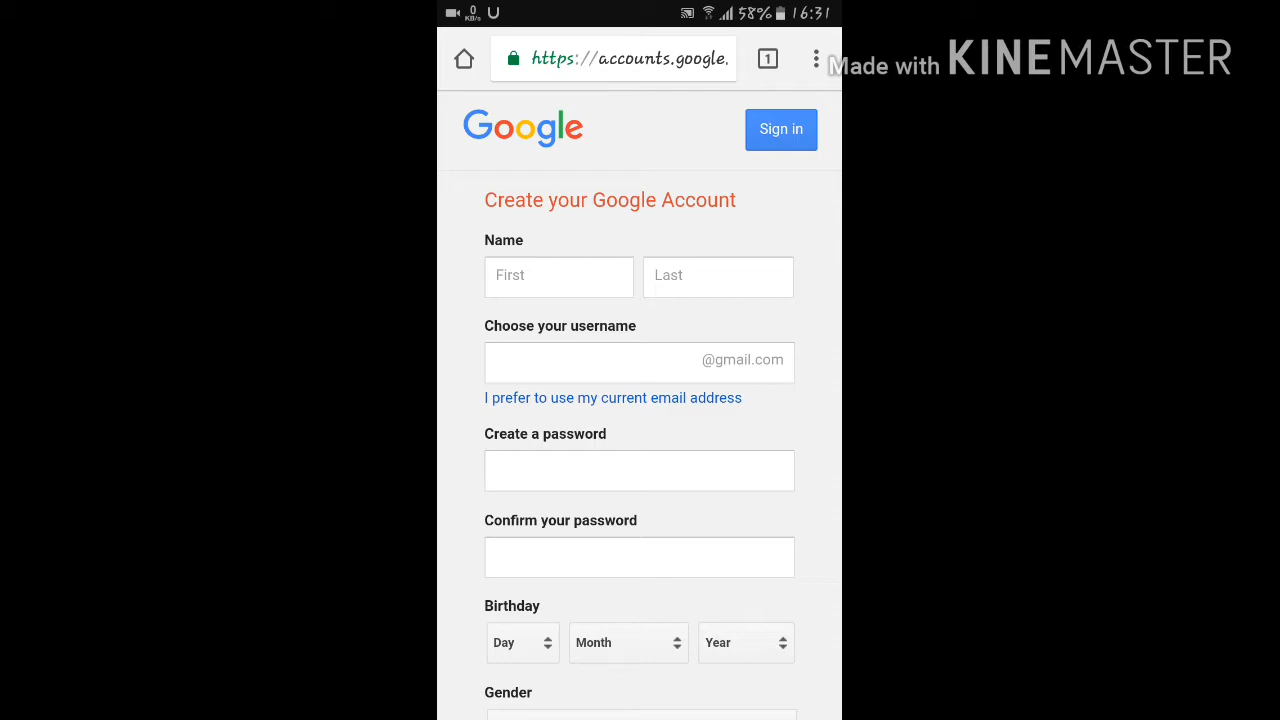 0 KB/s U 58% 16:31
https://accounts.google. 1
Made with KINEMASTER
Google Sign in
Create your Google Account
Name
First Last
Choose your username
@gmail.com
I prefer to use my current email address
Create a password
Confirm your password
Birthday
Day Month Year
Gender